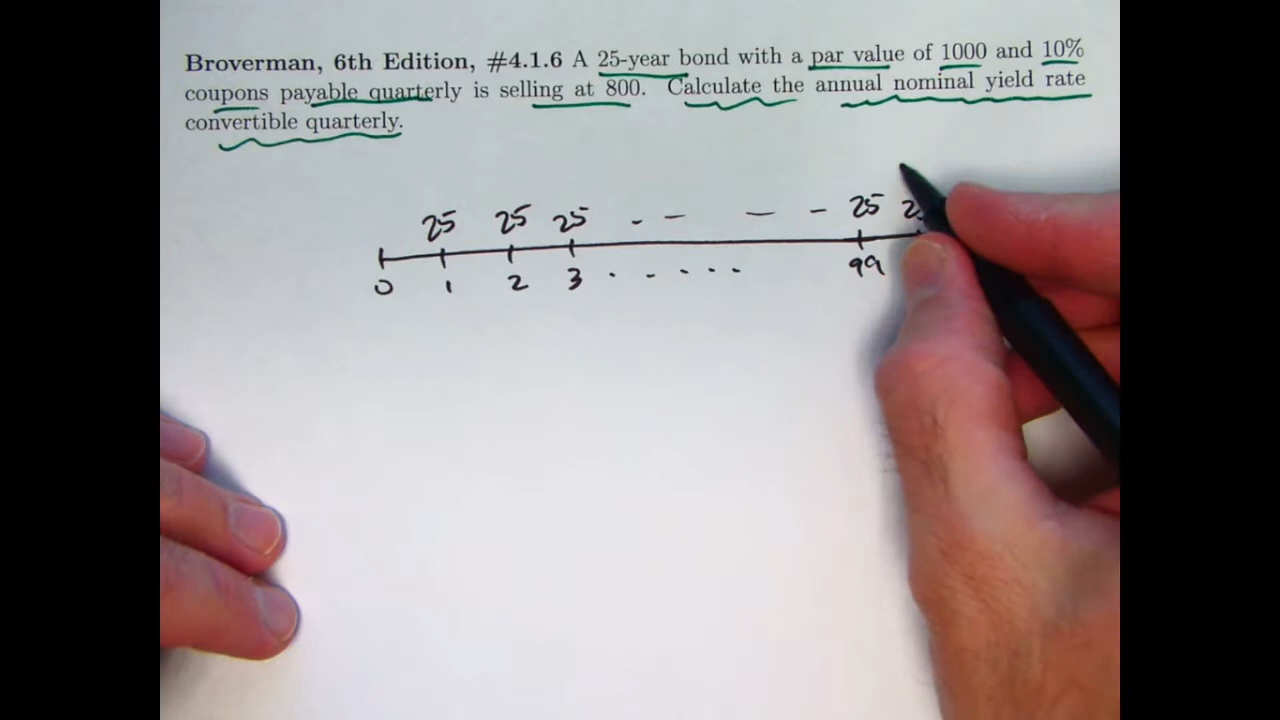 Broverman, 6th Edition, #4.1.6 A 25-year bond with a par value of 1000 and 10%
coupons payable quarterly is selling at 800. Calculate the annual nominal yield rate
convertible quarterly.
25 25 25 . - — — - 25
0 1 2 3 . . . . . 99